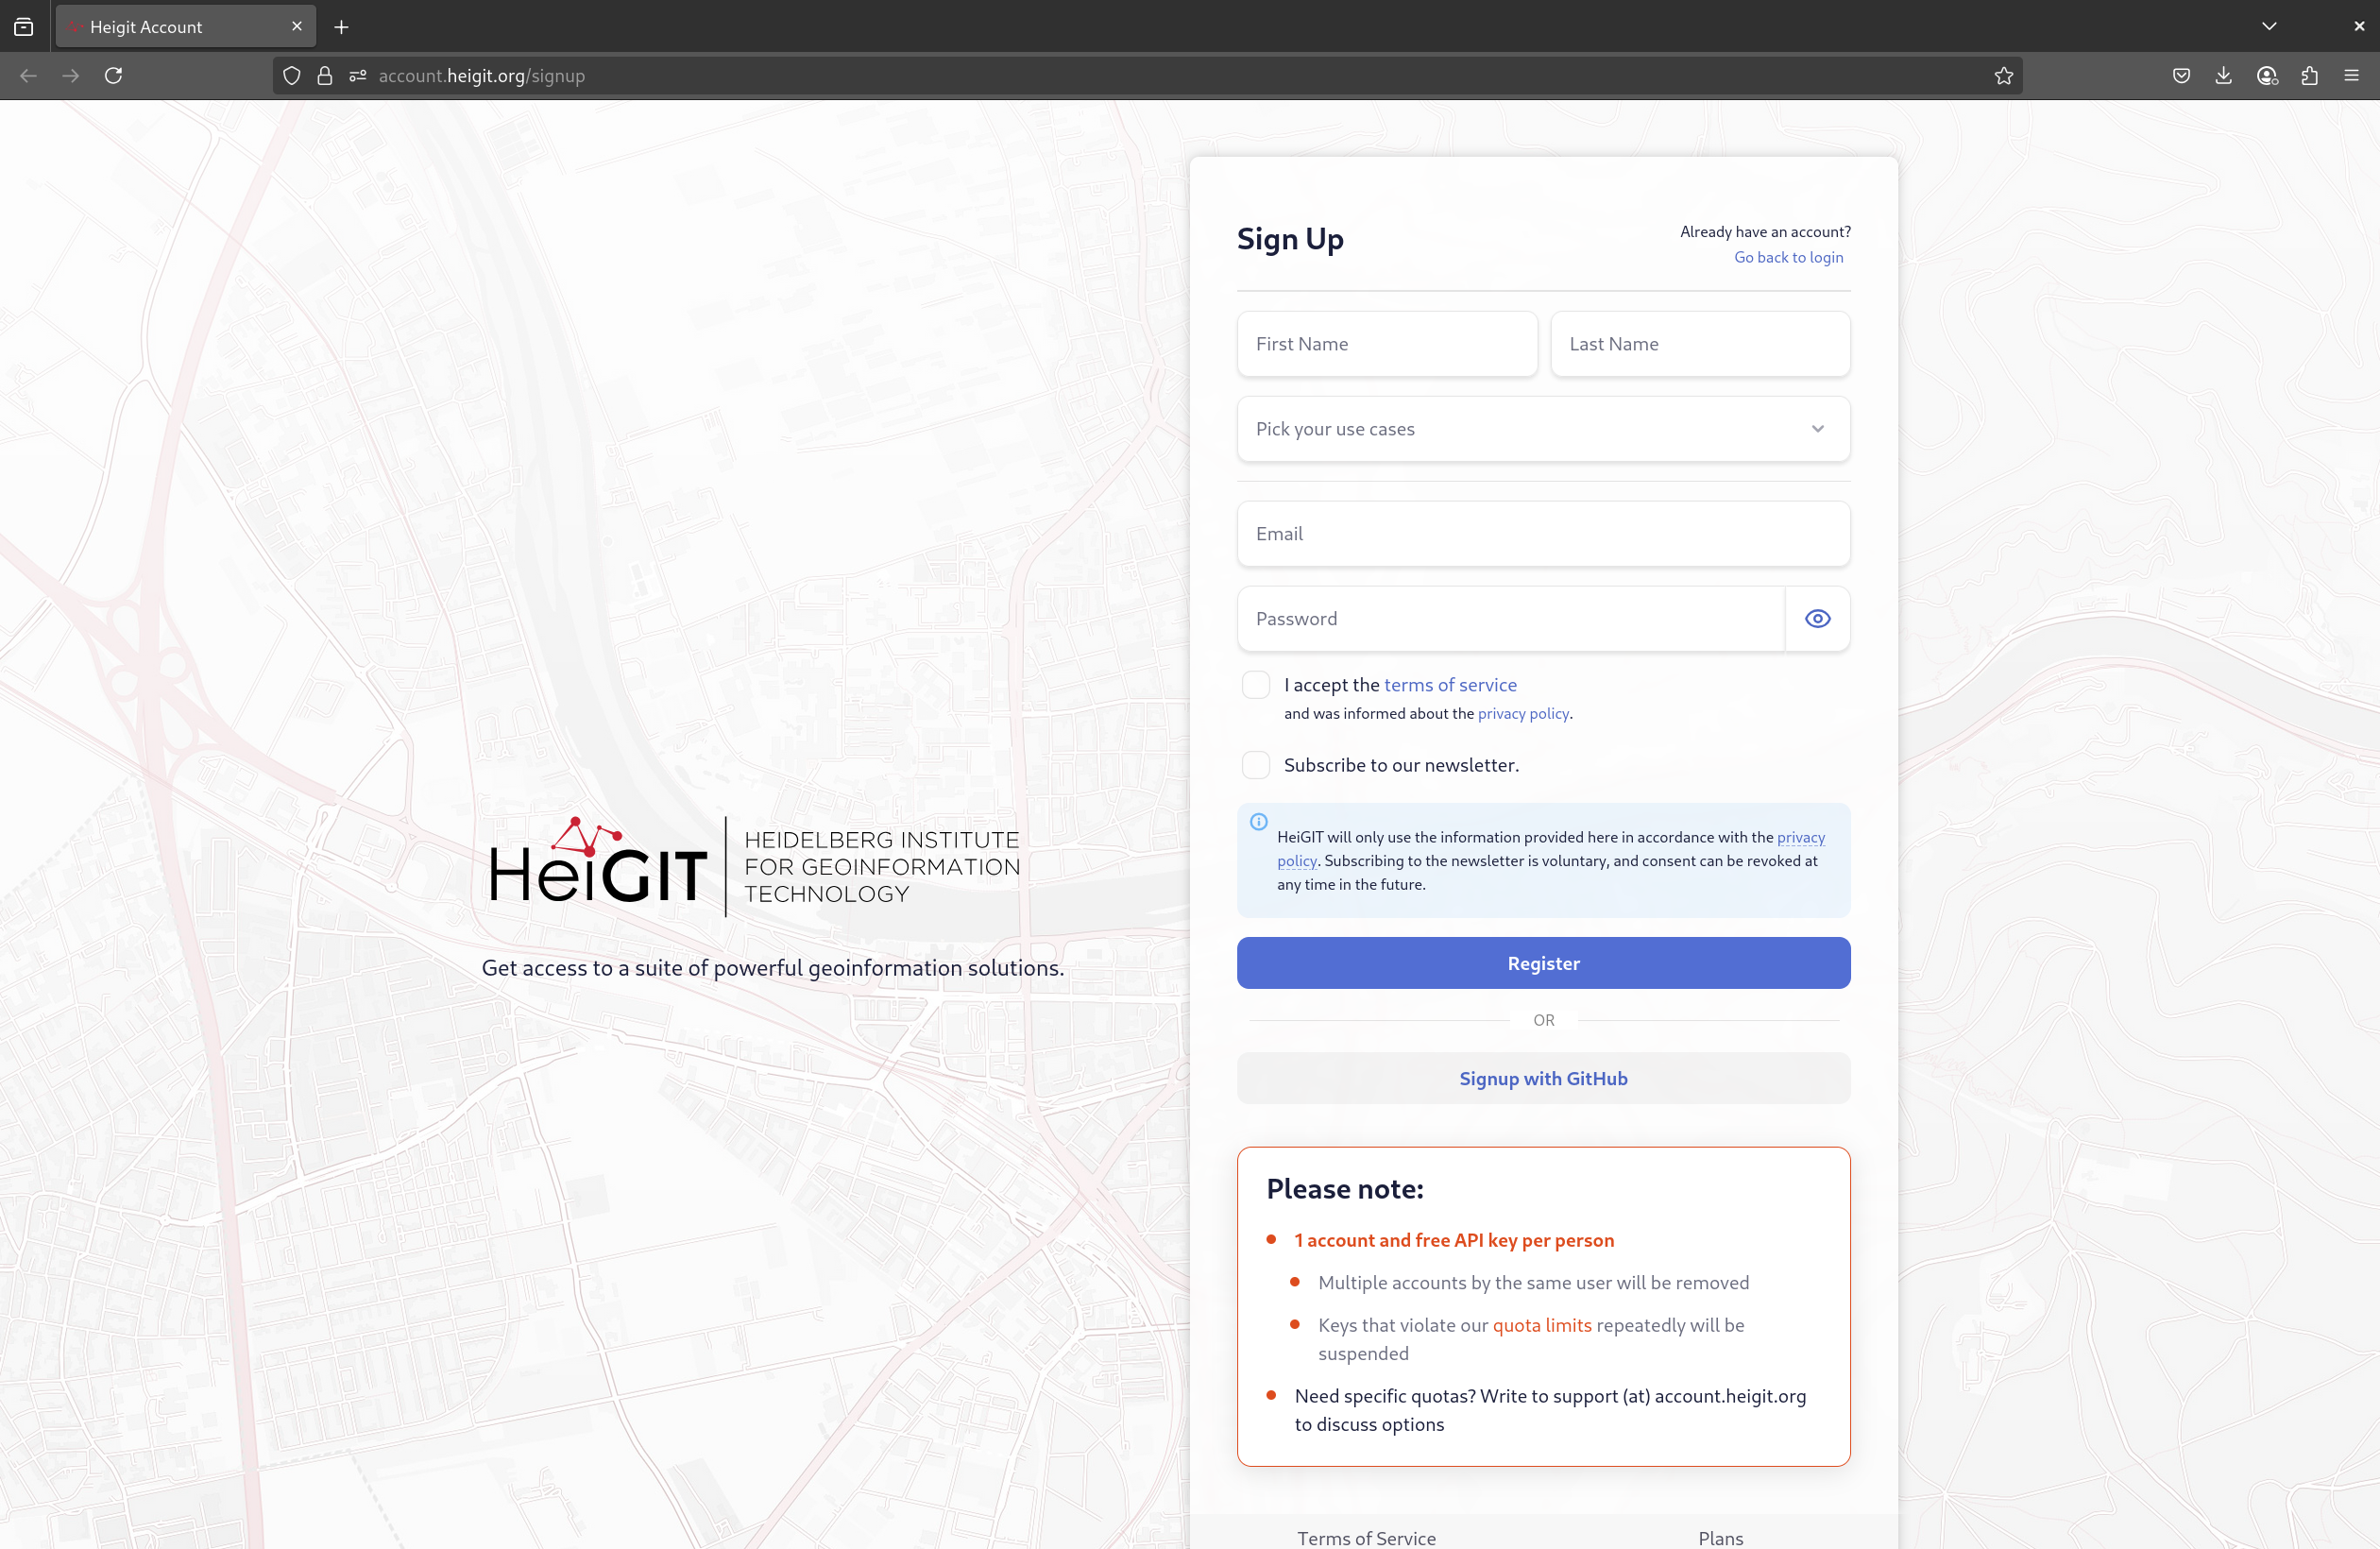 Heigit Account
account.heigit.org/signup
Sign Up
Already have an account?
Go back to login
First Name
Last Name
Pick your use cases
Email
Password
I accept the terms of service
and was informed about the privacy policy.
Subscribe to our newsletter.
HeiGIT will only use the information provided here in accordance with the privacy
policy. Subscribing to the newsletter is voluntary, and consent can be revoked at
any time in the future.
HeiGIT
HEIDELBERG INSTITUTE
FOR GEOINFORMATION
TECHNOLOGY
Get access to a suite of powerful geoinformation solutions.
Register
OR
Signup with GitHub
Please note:
1 account and free API key per person
Multiple accounts by the same user will be removed
Keys that violate our quota limits repeatedly will be
suspended
Need specific quotas? Write to support (at) account.heigit.org
to discuss options
Terms of Service
Plans